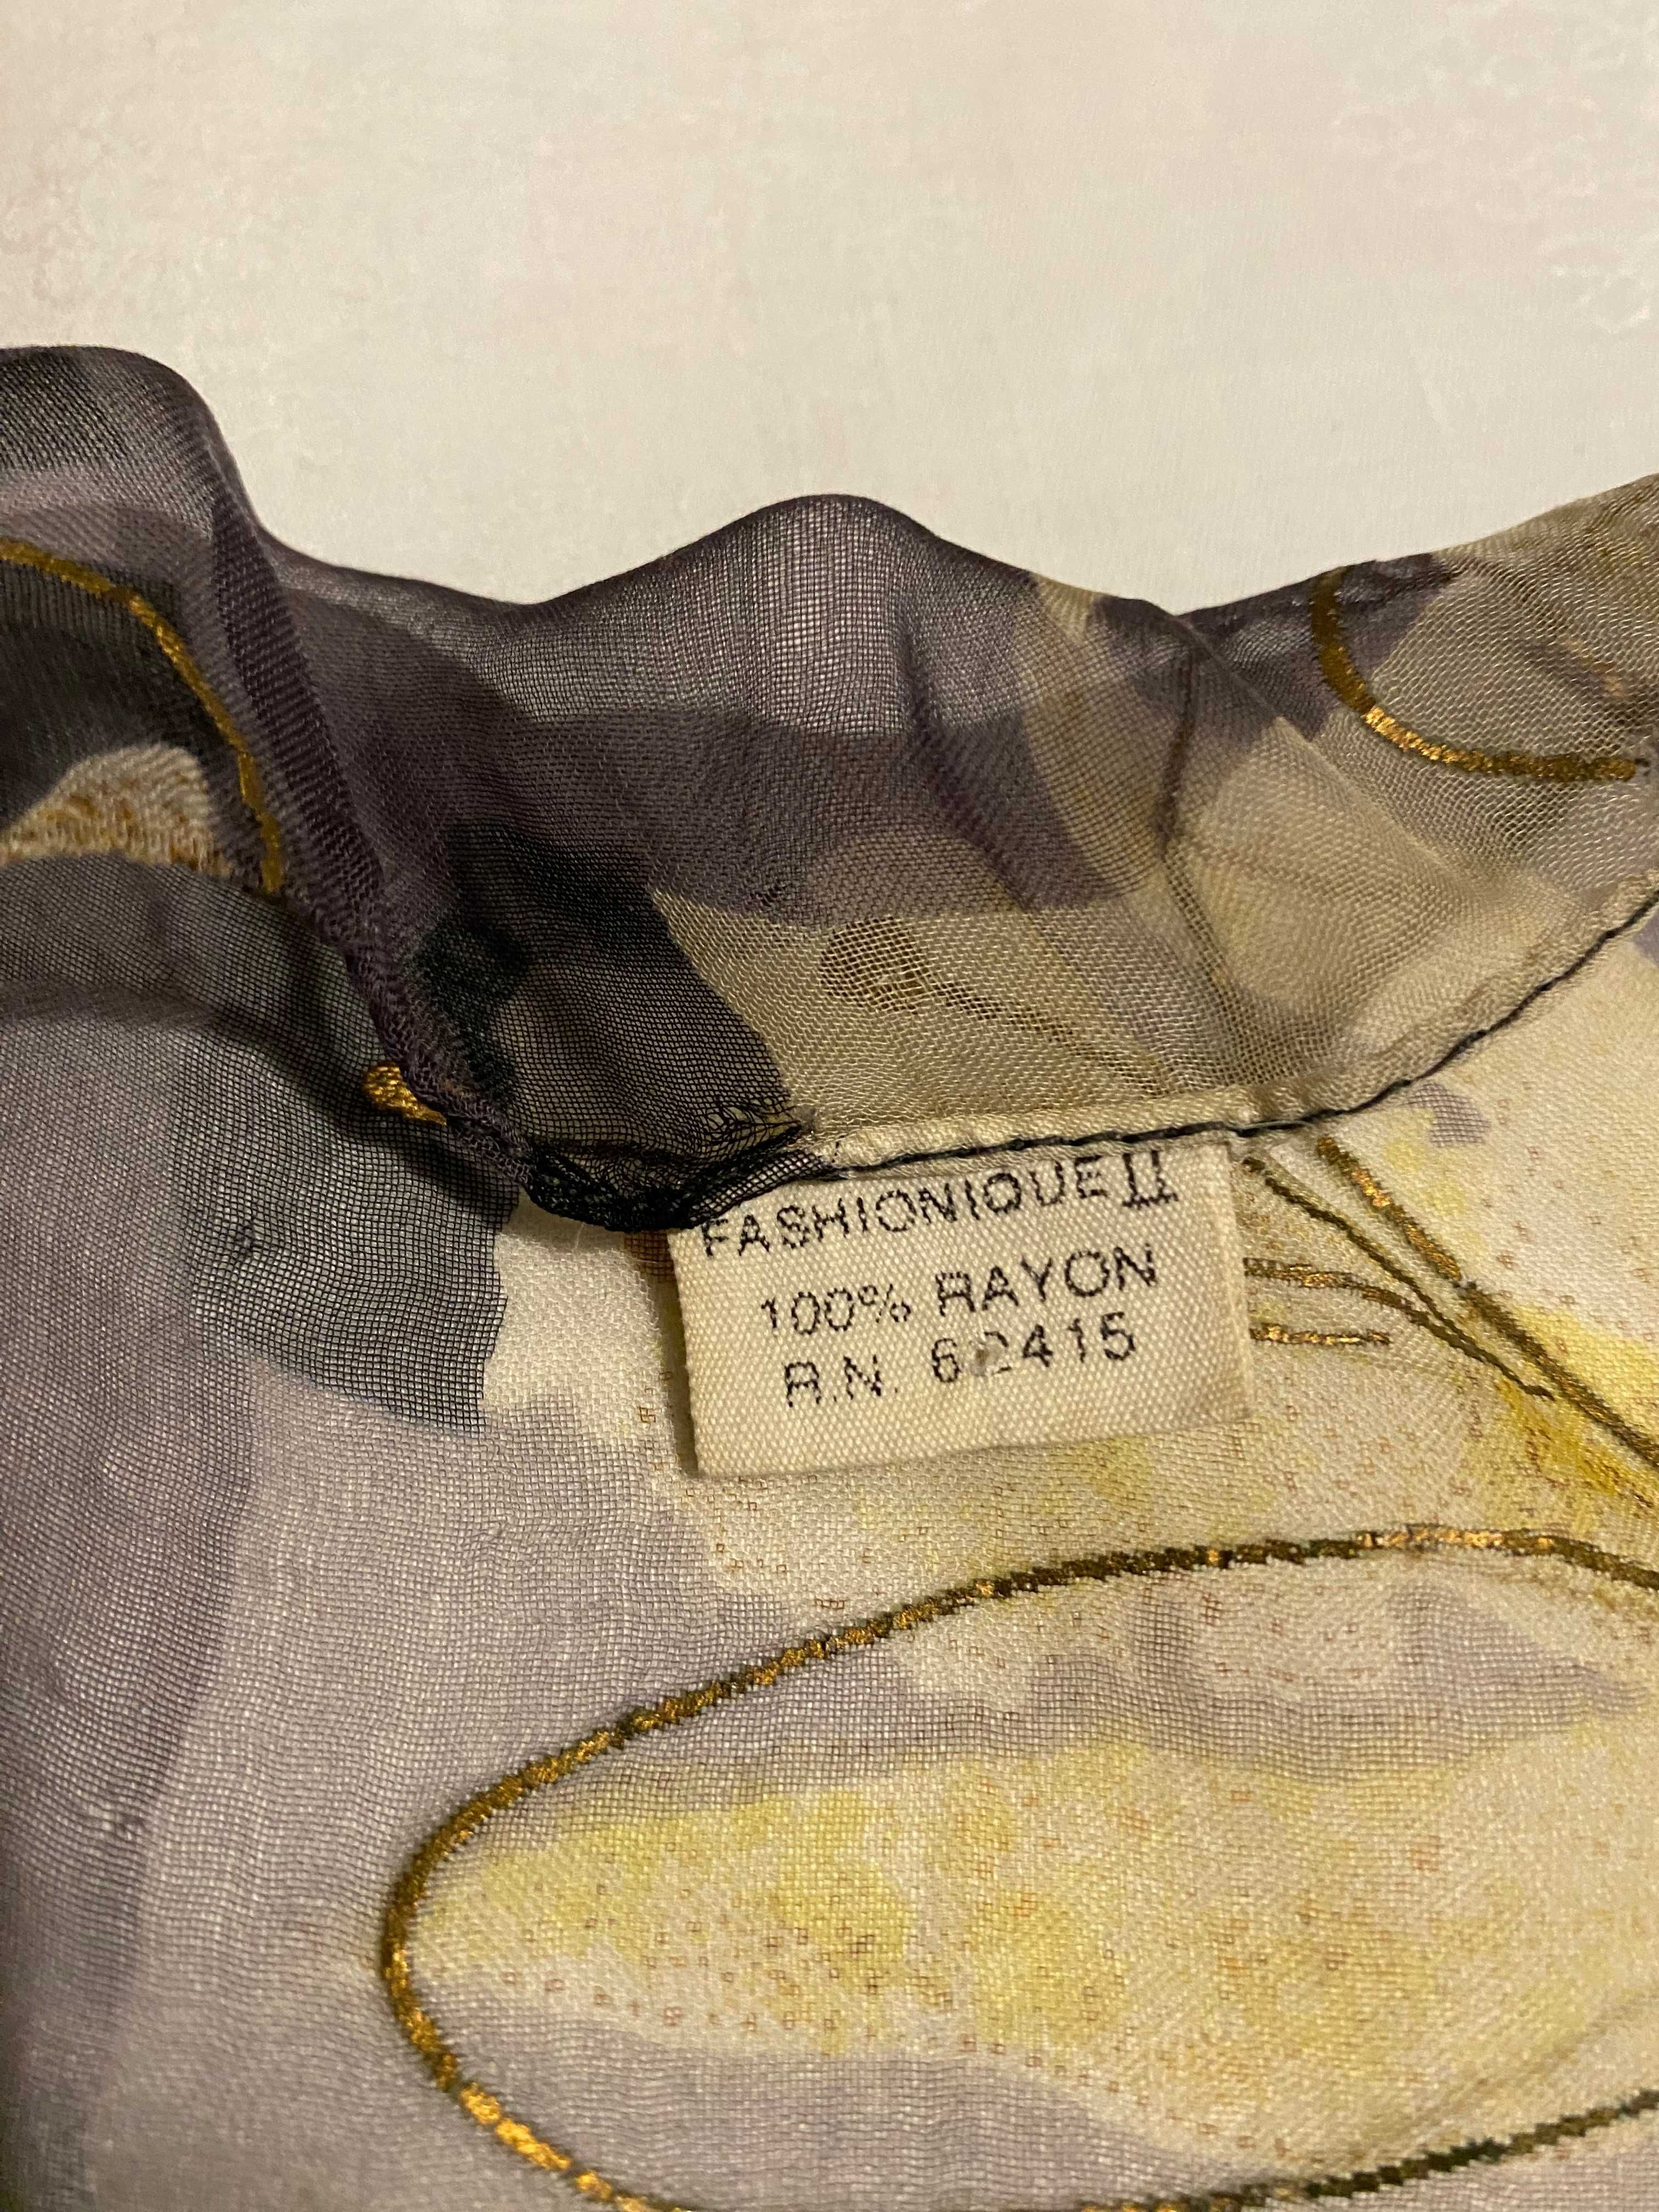 FASHIONIQUE II
100% RAYON
R.N. 62415